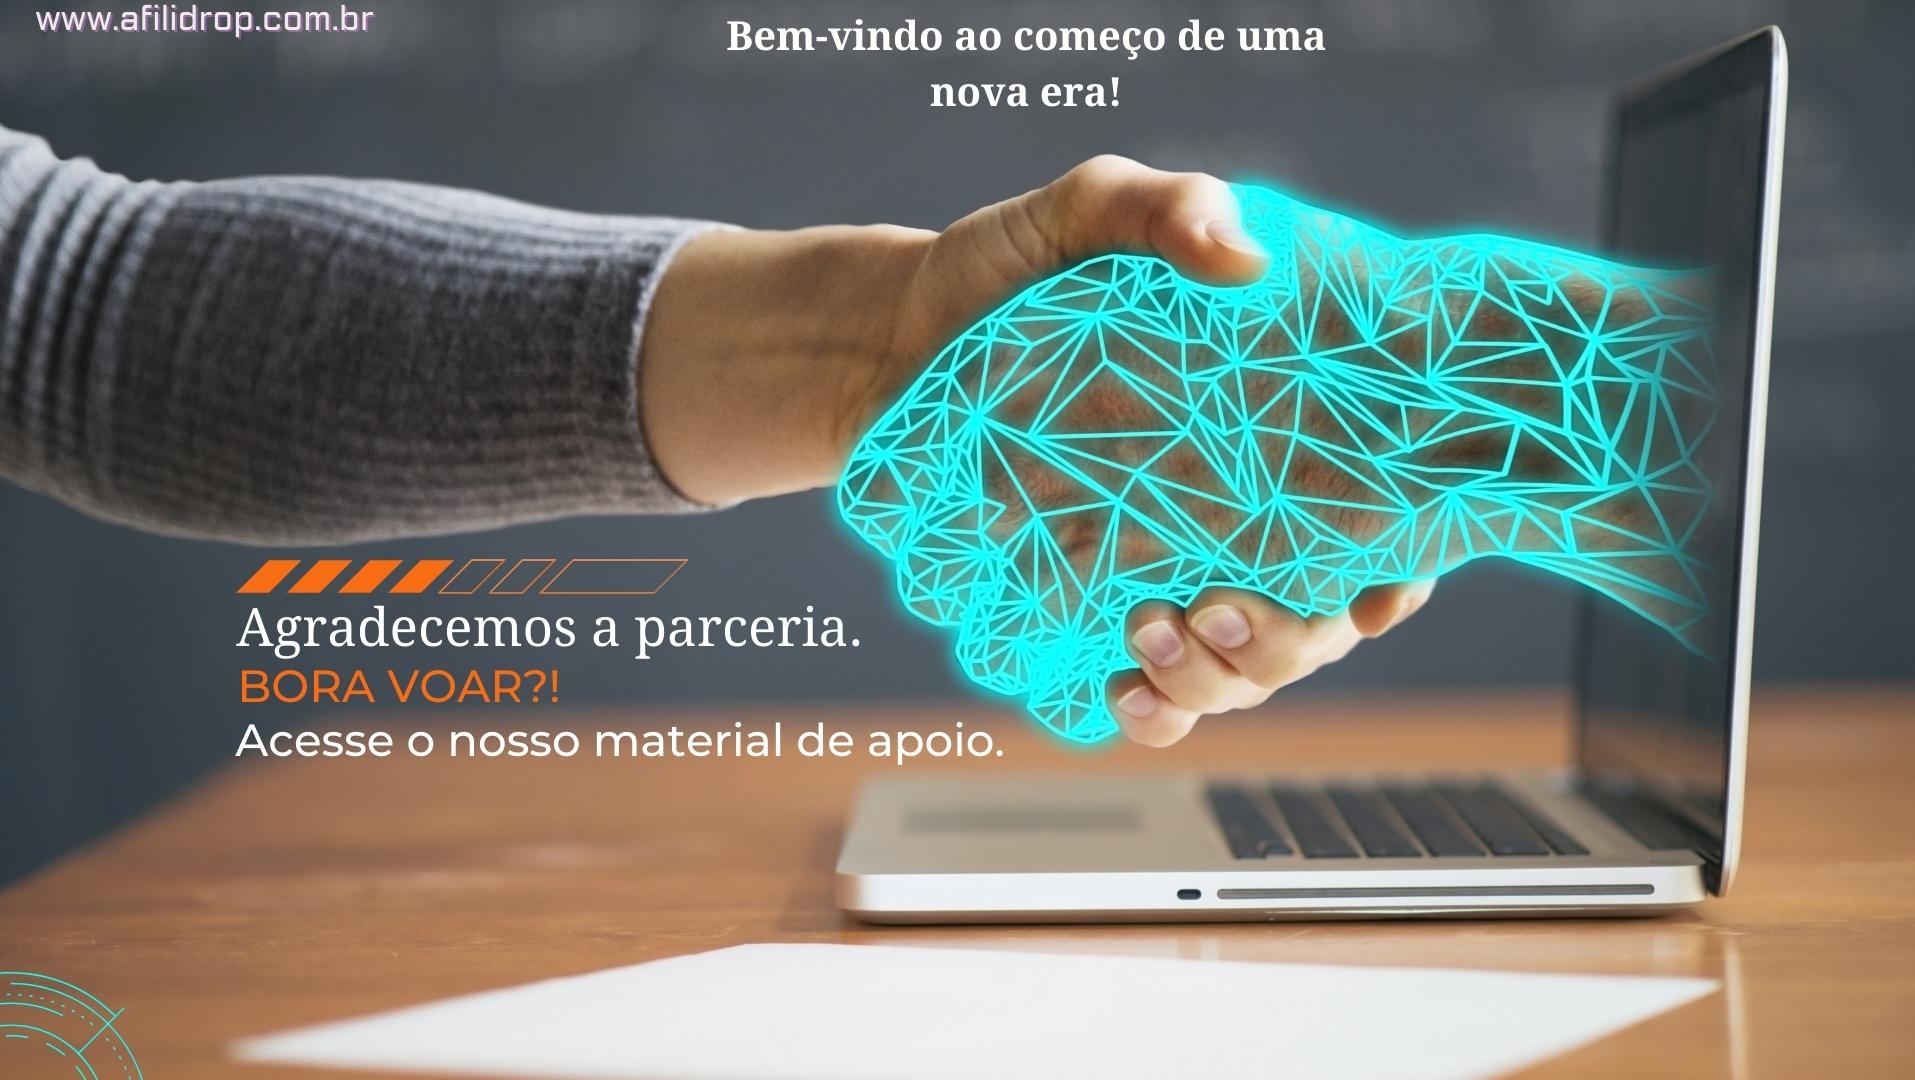 www.afilidrop.com.br
Bem-vindo ao começo de uma
nova era!
Agradecemos a parceria.
BORA VOAR?!
Acesse o nosso material de apoio.